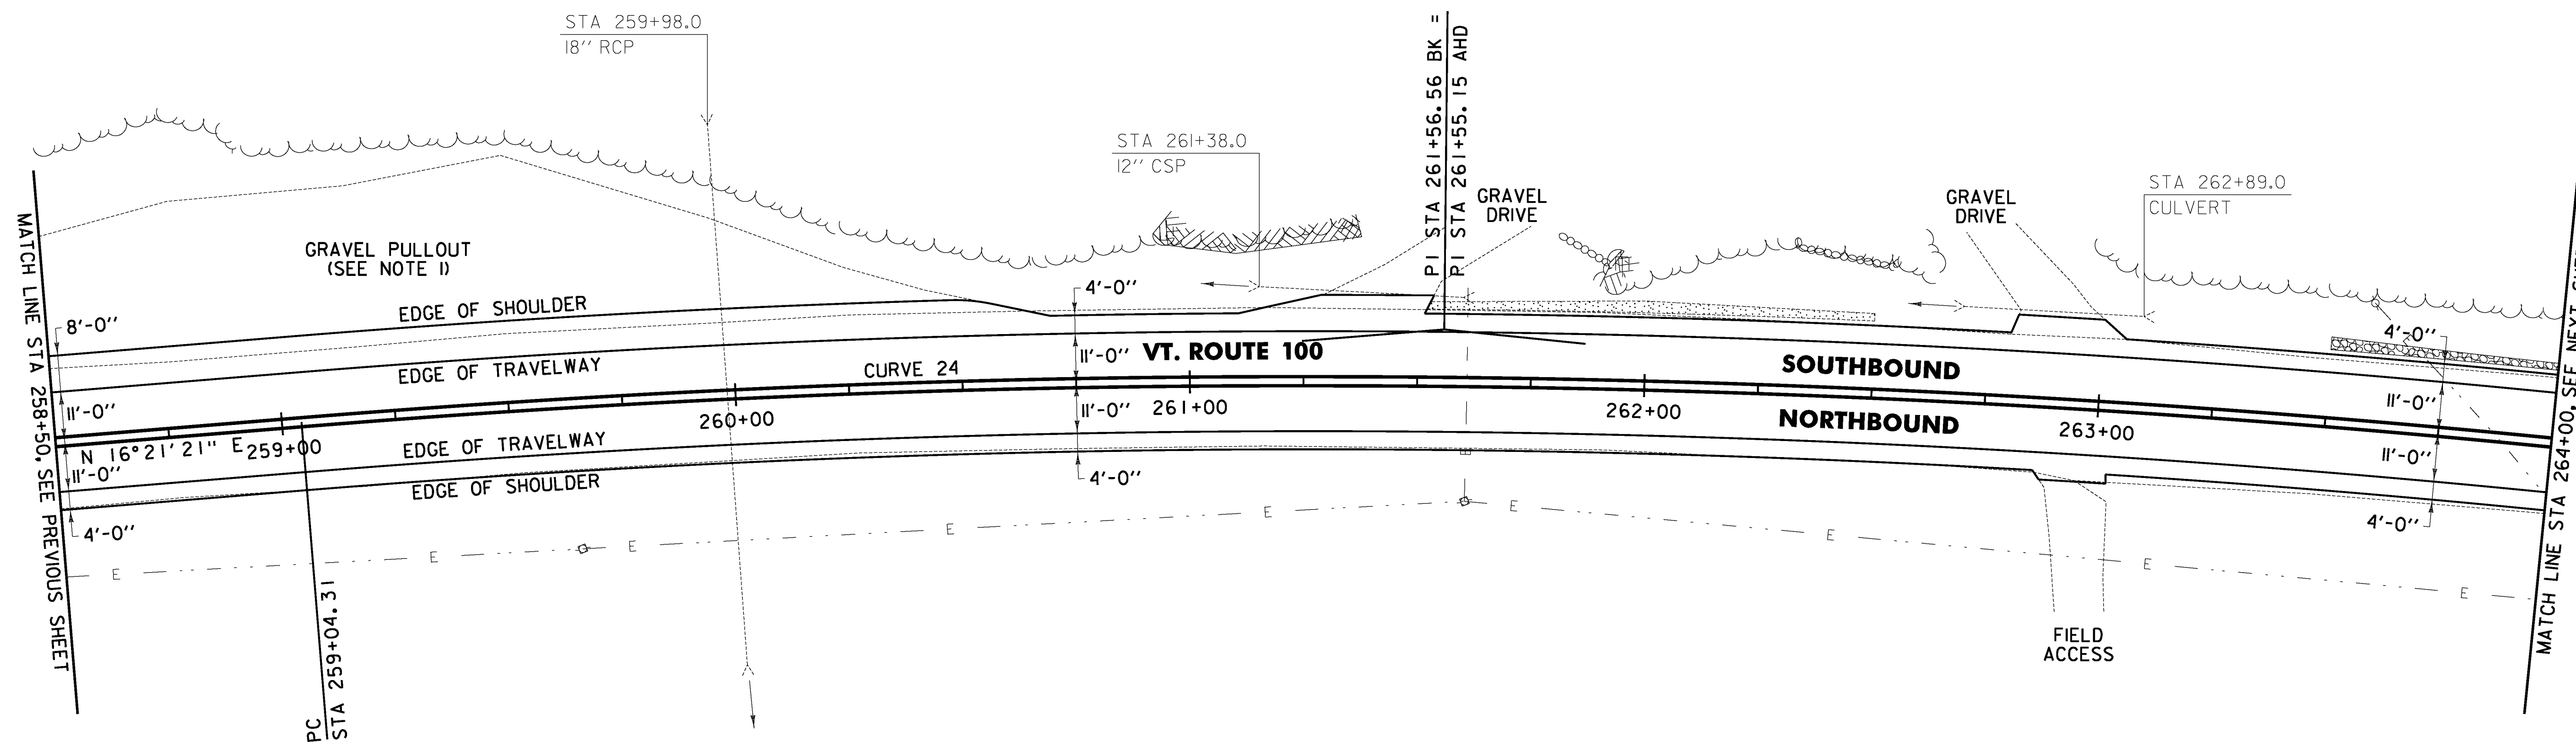 STA 259+98.0
18'' RCP
STA 261+38.0
12'' CSP
PI STA 261+56.56 BK =
PI STA 261+55.15 AHD
GRAVEL
DRIVE
GRAVEL
DRIVE
STA 262+89.0
CULVERT
MATCH LINE STA 258+50, SEE PREVIOUS SHEET
GRAVEL PULLOUT
(SEE NOTE 1)
8'-0''
EDGE OF SHOULDER
4'-0''
4'-0''
EDGE OF TRAVELWAY
CURVE 24
11'-0''
VT. ROUTE 100
SOUTHBOUND
11'-0''
11'-0''
N 16°21'21" E
259+00
260+00
11'-0''
261+00
262+00
263+00
NORTHBOUND
11'-0''
11'-0''
EDGE OF TRAVELWAY
EDGE OF SHOULDER
4'-0''
4'-0''
4'-0''
E
E
E
E
E
E
E
E
E
PC
STA 259+04.31
FIELD
ACCESS
MATCH LINE STA 264+00, SEE NEXT